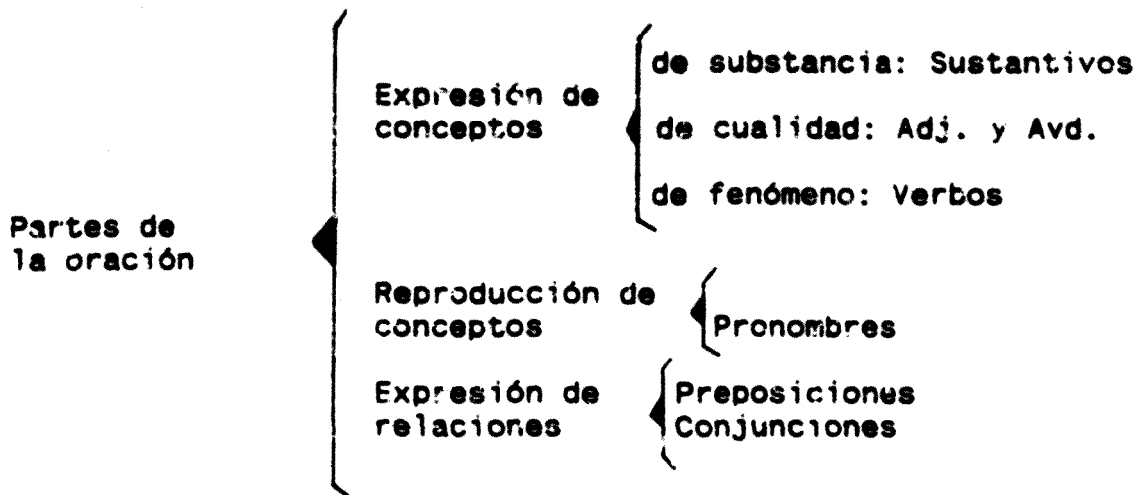 de substancia: Sustantivos
Expresión de
conceptos
de cualidad: Adj. y Avd.
de fenómeno: Verbos
Partes de
la oración
Reproducción de
conceptos
Pronombres
Expresión de
relaciones
Preposiciones
Conjunciones